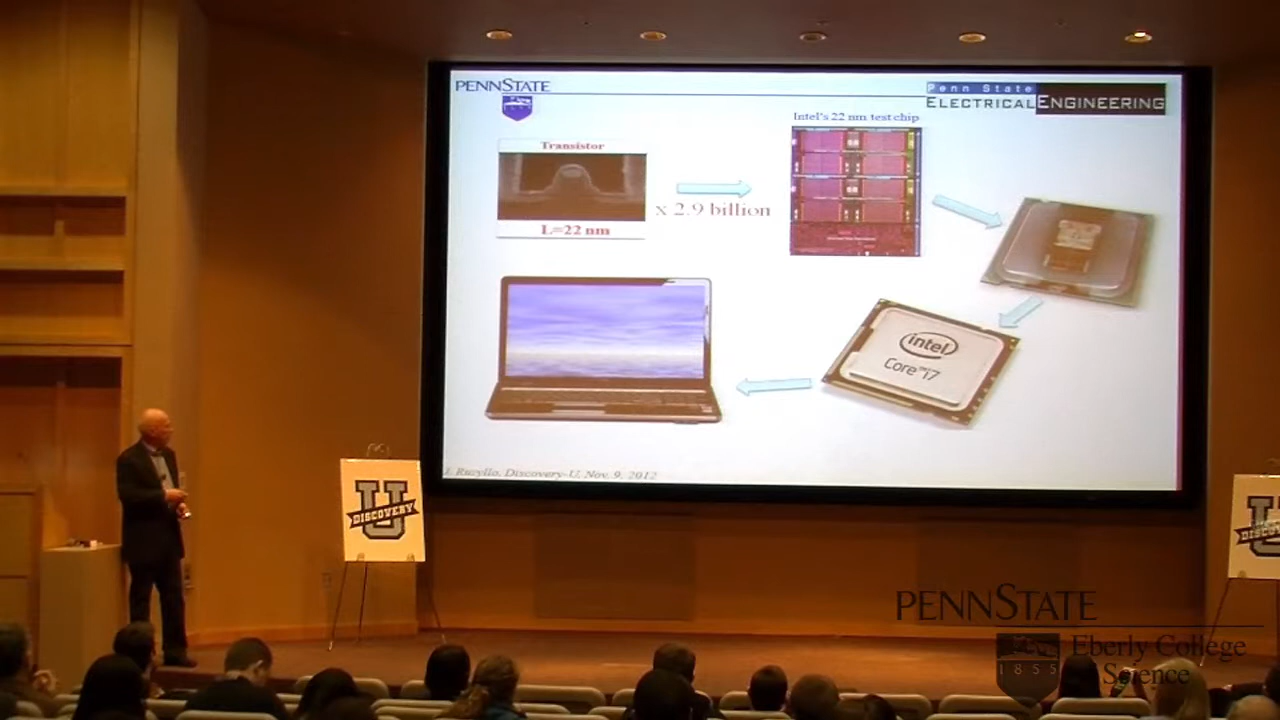 PENNSTATE
Penn State
ELECTRICAL ENGINEERING
Intel's 22 nm test chip
Transistor
x 2.9 billion
L=22 nm
intel
Core i7
J. Ruzyllo, Discovery-U, Nov. 9, 2012
U
DISCOVERY
U
DISCOV
PENNSTATE
1855
Eberly College
Science